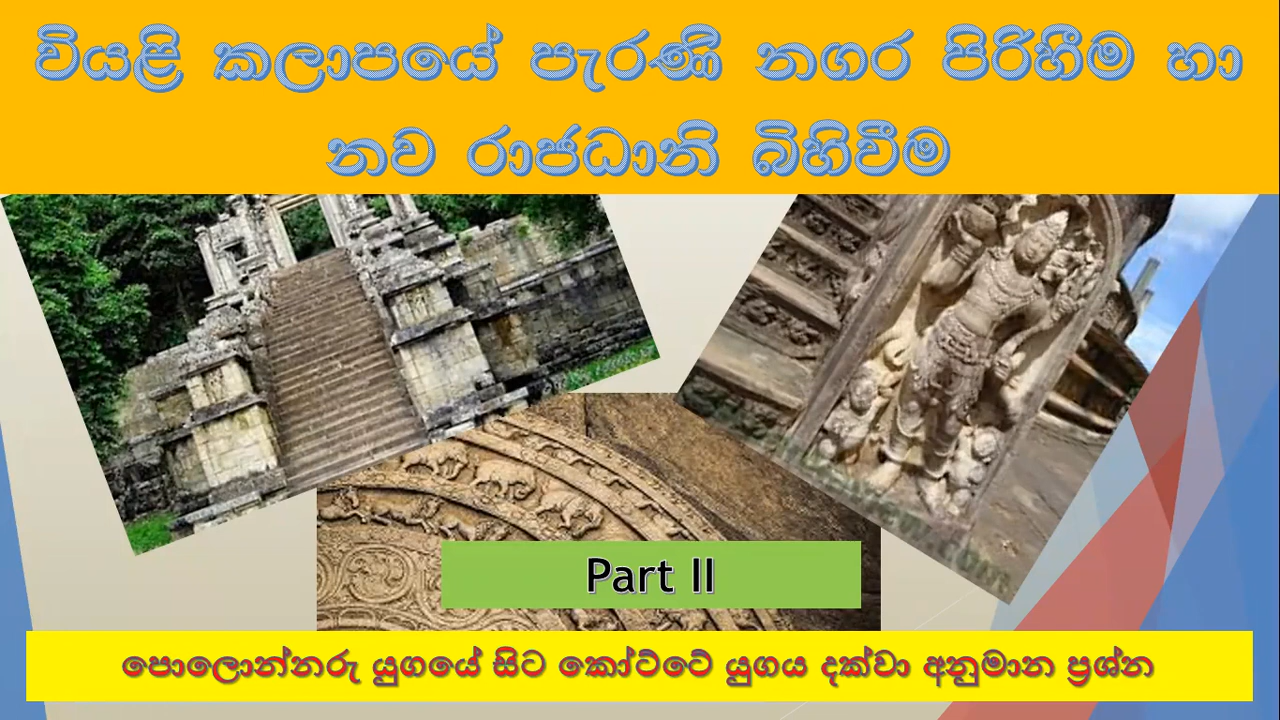 වියළි කලාපයේ පැරණි නගර පිරිහීම හා
නව රාජධානි බිහිවීම
Part II
පොලොන්නරු යුගයේ සිට කෝට්ටේ යුගය දක්වා අනුමාන ප්‍රශ්න